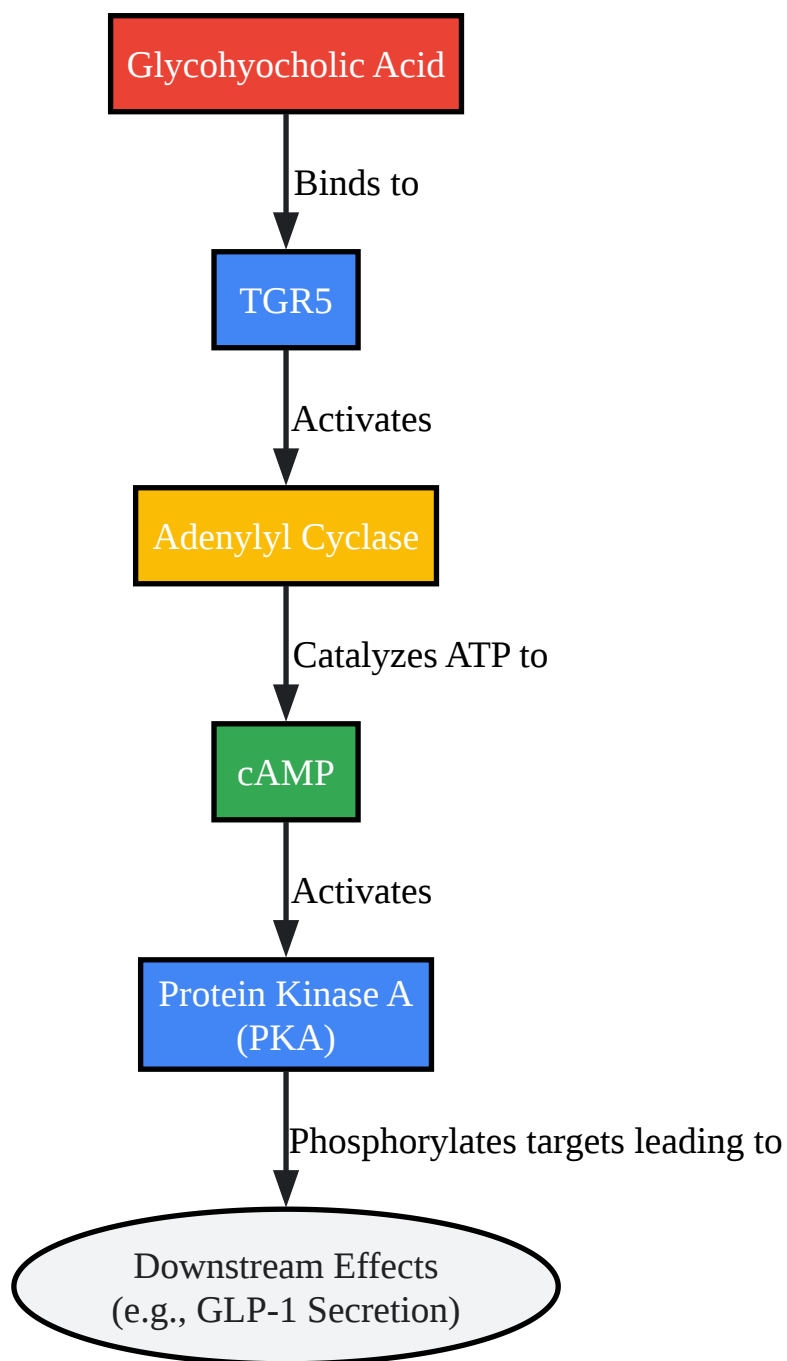 Glycohyocholic Acid
Binds to
TGR5
Activates
Adenylyl Cyclase
Catalyzes ATP to
cAMP
Activates
Protein Kinase A
(PKA)
Phosphorylates targets leading to
Downstream Effects
(e.g., GLP-1 Secretion)